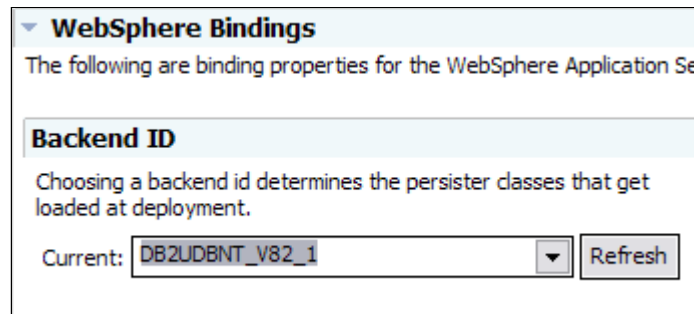 WebSphere Bindings
The following are binding properties for the WebSphere Application Se
Backend ID
Choosing a backend id determines the persister classes that get
loaded at deployment.
Current: DB2UDBNT_V82_1 Refresh